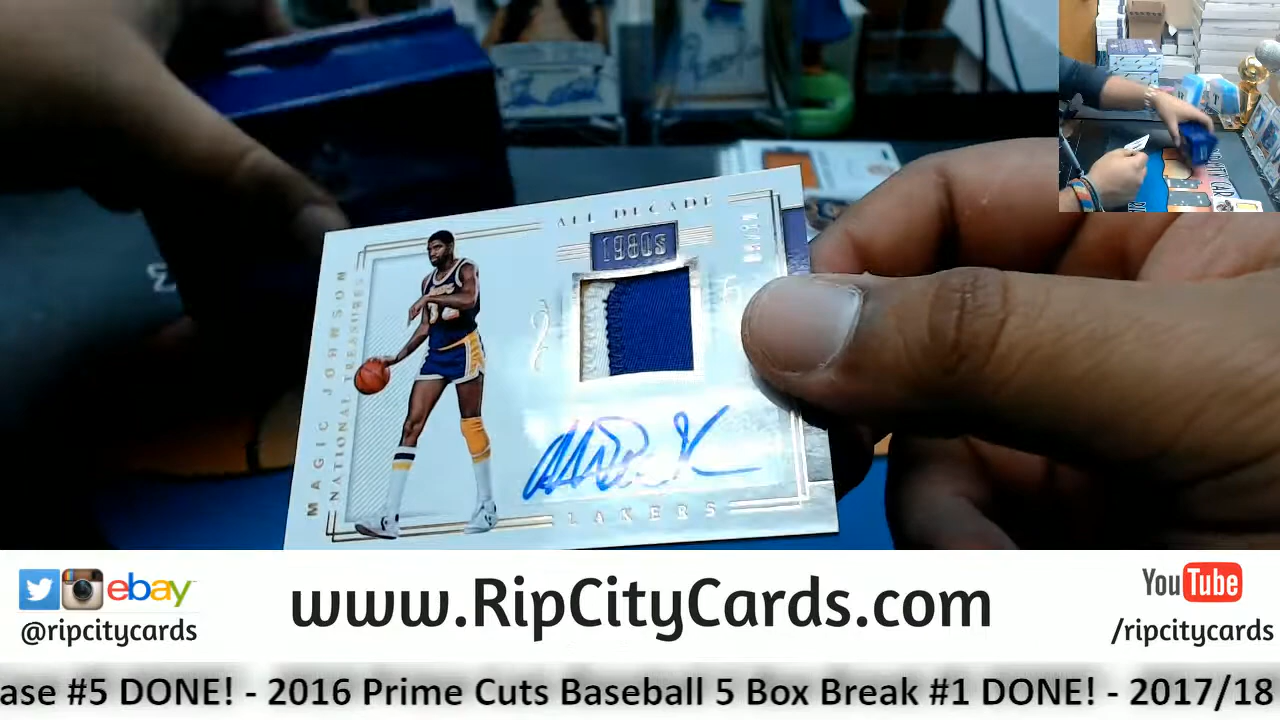 ALL DECADE
1980s
MAGIC JOHNSON
NATIONAL TREASURES
LAKERS
ebay
www.RipCityCards.com
YouTube
@ripcitycards
/ripcitycards
ase #5 DONE! - 2016 Prime Cuts Baseball 5 Box Break #1 DONE! - 2017/18